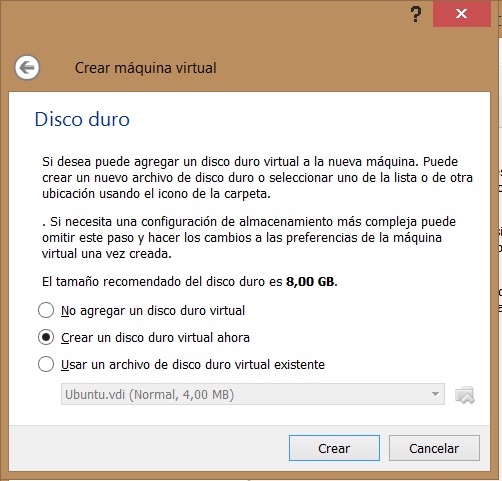 ?
Crear máquina virtual
Disco duro
Si desea puede agregar un disco duro virtual a la nueva máquina. Puede
crear un nuevo archivo de disco duro o seleccionar uno de la lista o de otra
ubicación usando el icono de la carpeta.
. Si necesita una configuración de almacenamiento más compleja puede
omitir este paso y hacer los cambios a las preferencias de la máquina
virtual una vez creada.
El tamaño recomendado del disco duro es 8,00 GB.
No agregar un disco duro virtual
Crear un disco duro virtual ahora
Usar un archivo de disco duro virtual existente
Ubuntu.vdi (Normal, 4,00 MB)
Crear Cancelar